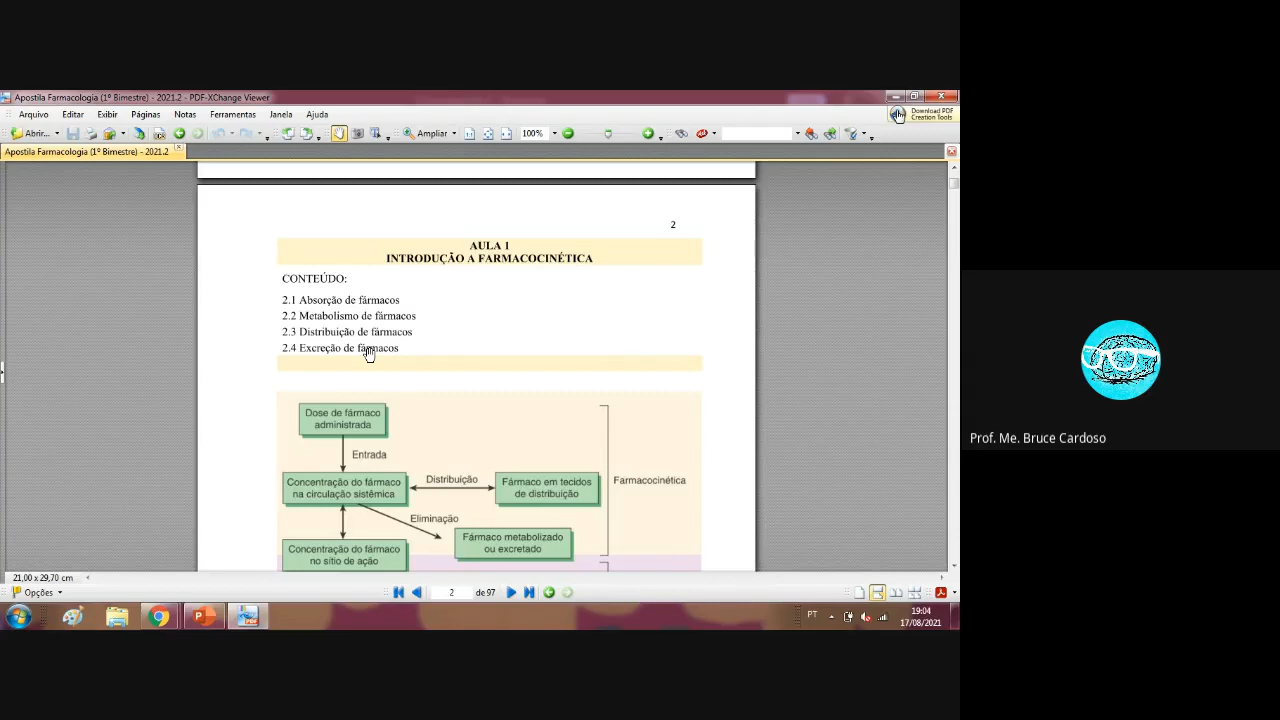 Apostila Farmacologia (1º Bimestre) - 2021.2 - PDF-XChange Viewer
Arquivo Editar Exibir Páginas Notas Ferramentas Janela Ajuda
Download PDF
Creation Tools
Abrir... Ampliar 100%
Apostila Farmacologia (1º Bimestre) - 2021.2
2
AULA 1
INTRODUÇÃO A FARMACOCINÉTICA
CONTEÚDO:
2.1 Absorção de fármacos
2.2 Metabolismo de fármacos
2.3 Distribuição de fármacos
2.4 Excreção de fármacos
Dose de fármaco
administrada
Entrada
Concentração do fármaco
na circulação sistêmica
Distribuição
Fármaco em tecidos
de distribuição
Farmacocinética
Eliminação
Fármaco metabolizado
ou excretado
Concentração do fármaco
no sítio de ação
21,00 x 29,70 cm
Opções
2 de 97
PT
19:04
17/08/2021
Prof. Me. Bruce Cardoso